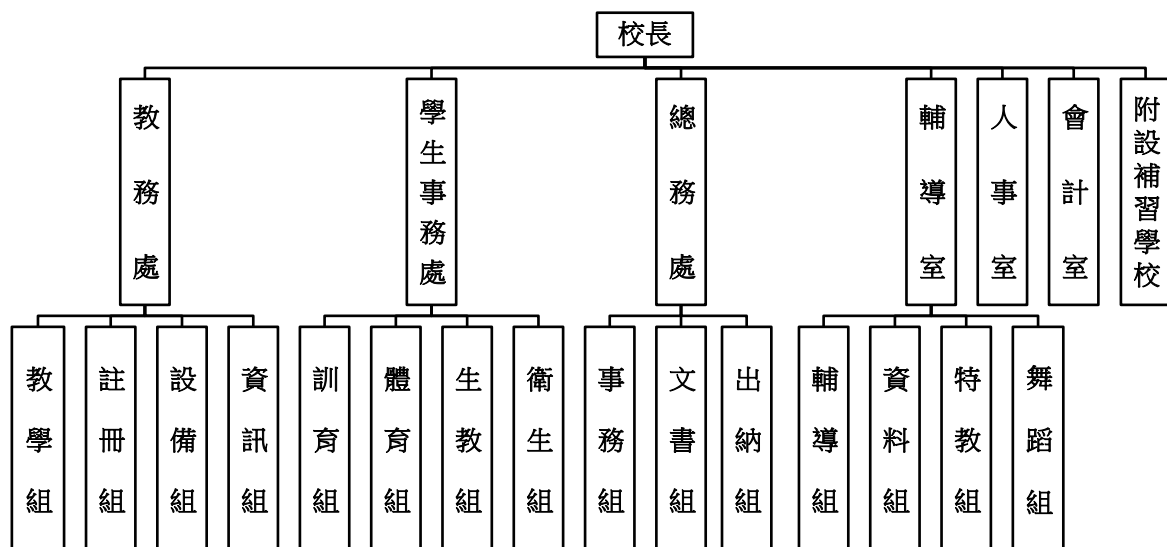 校長
教務處
學生事務處
總務處
輔導室
人事室
會計室
附設補習學校
教學組
註冊組
設備組
資訊組
訓育組
體育組
生教組
衛生組
事務組
文書組
出納組
輔導組
資料組
特教組
舞蹈組